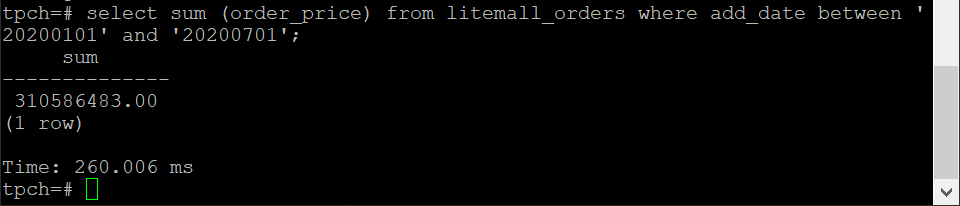 tpch=# select sum (order_price) from litemall_orders where add_date between '
20200101' and '20200701';
     sum
--------------
 310586483.00
(1 row)

Time: 260.006 ms
tpch=#